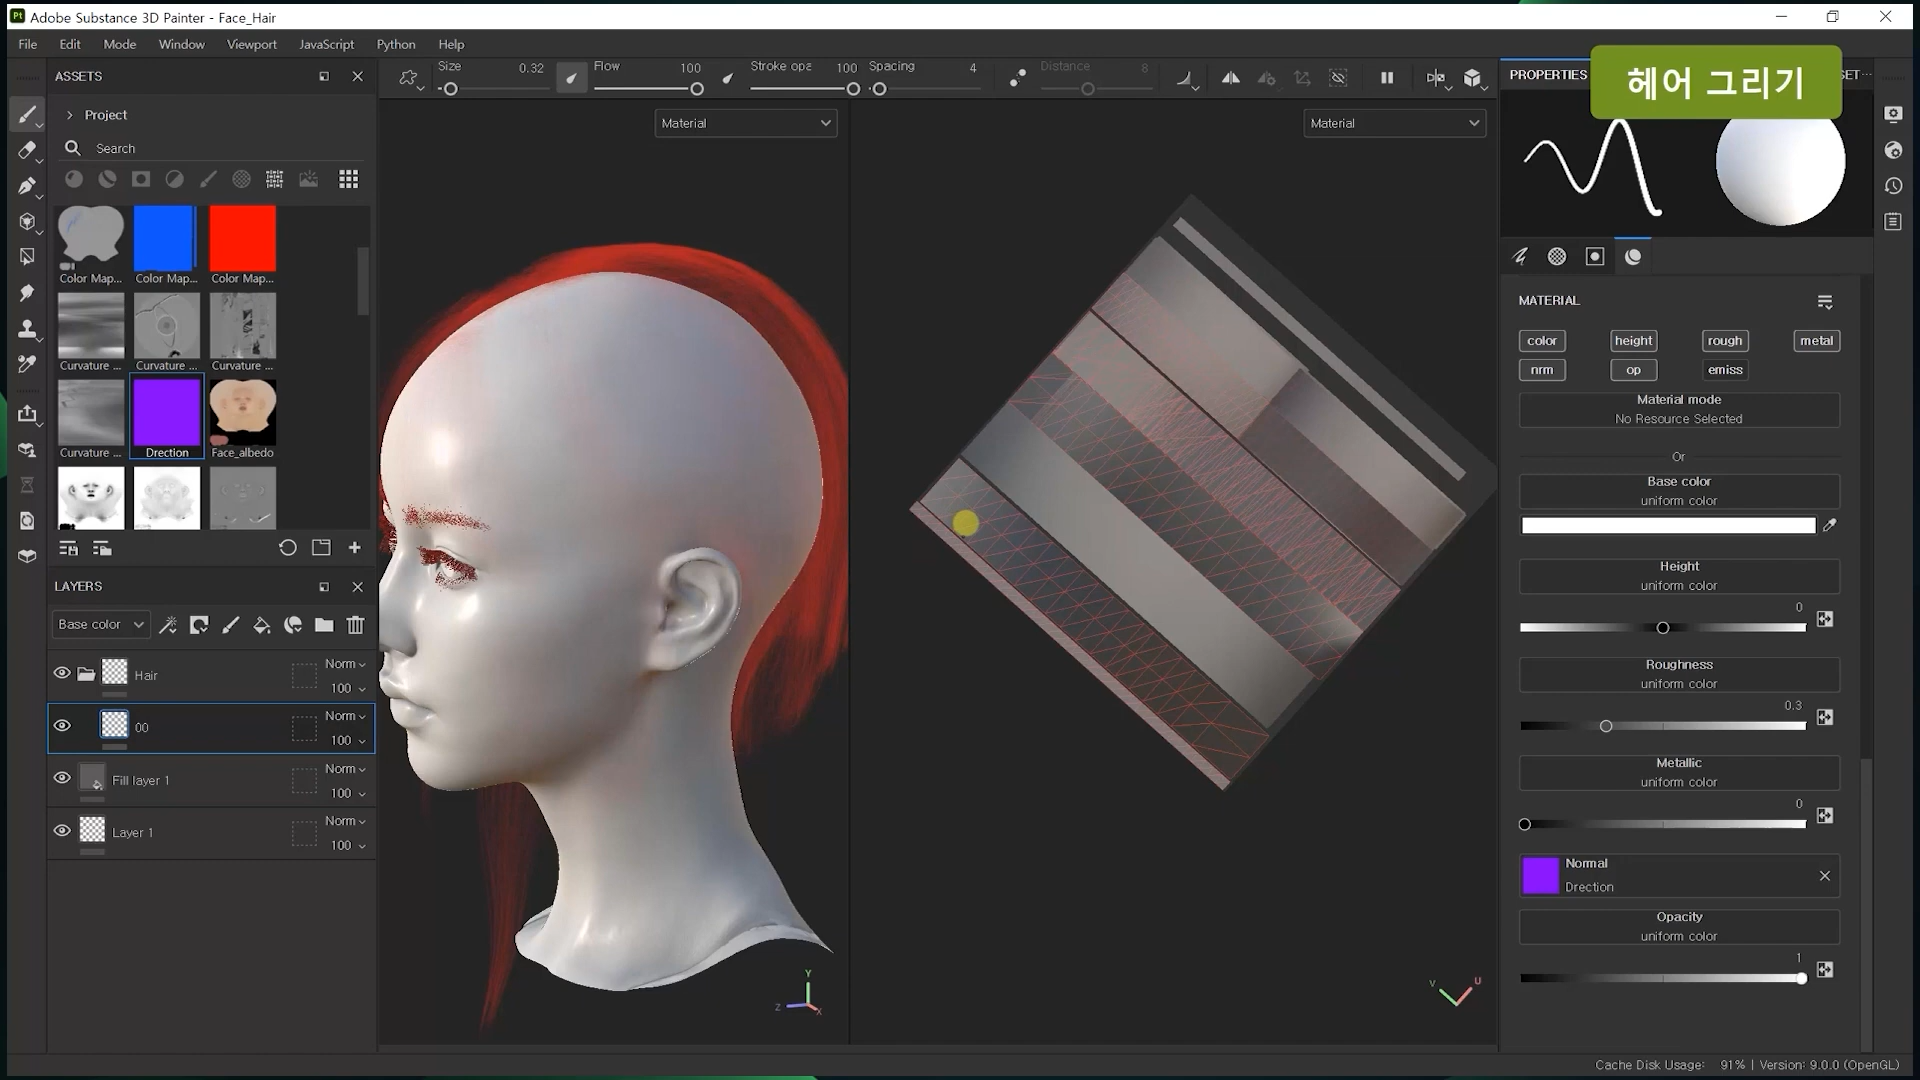 Pt Adobe Substance 3D Painter - Face_Hair
File Edit Mode Window Viewport JavaScript Python Help
헤어 그리기
ASSETS
Project
Search
Color Map... Color Map... Color Map...
Curvature ... Curvature ... Curvature ...
Curvature ... Drection Face_albedo
Size 0.32 Flow 100 Stroke opa 100 Spacing 4 Distance 8
Material
Material
LAYERS
Base color
Hair Norm 100
00 Norm 100
Fill layer 1 Norm 100
Layer 1 Norm 100
Y
Z
X
V
U
PROPERTIES
SET...
MATERIAL
color height rough metal
nrm op emiss
Material mode
No Resource Selected
Or
Base color
uniform color
Height
uniform color
0
Roughness
uniform color
0.3
Metallic
uniform color
0
Normal
Drection
Opacity
uniform color
1
Cache Disk Usage: 91% | Version: 9.0.0 (OpenGL)